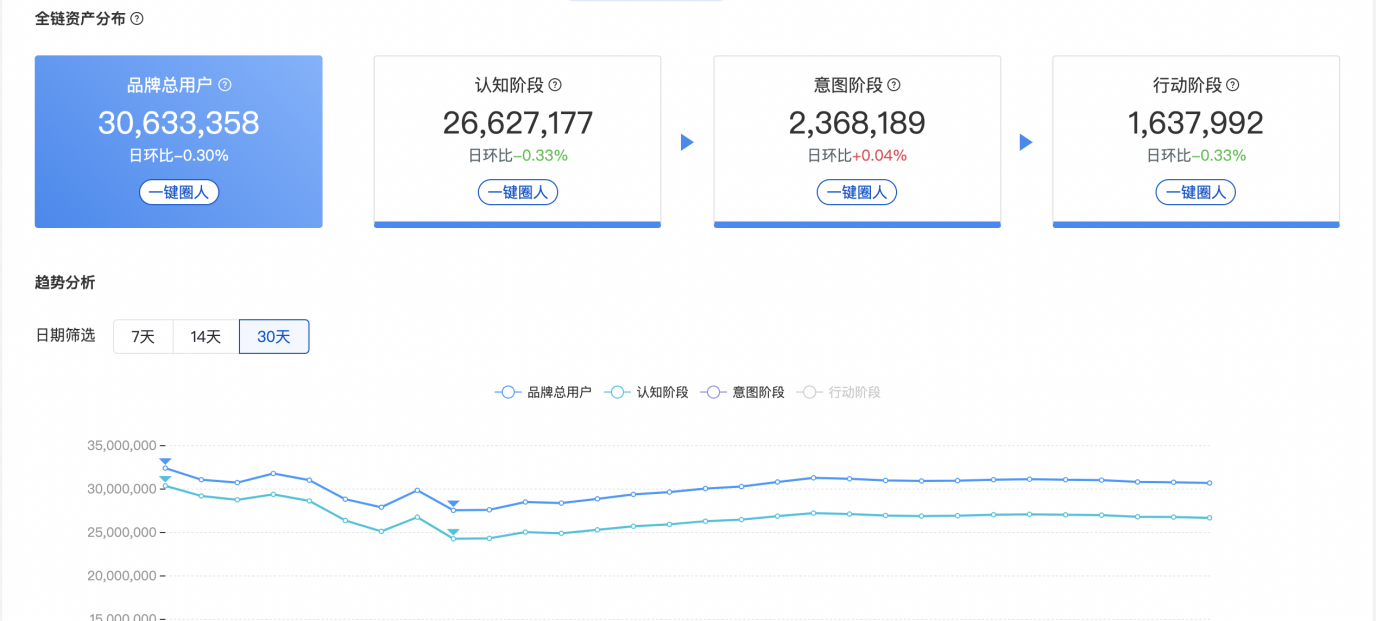 全链资产分布
品牌总用户 认知阶段 意图阶段 行动阶段
30,633,358 26,627,177 2,368,189 1,637,992
日环比-0.30% 日环比-0.33% 日环比+0.04% 日环比-0.33%
一键圈人 一键圈人 一键圈人 一键圈人
趋势分析
日期筛选 7天 14天 30天
品牌总用户 认知阶段 意图阶段 行动阶段
35,000,000
30,000,000
25,000,000
20,000,000
15,000,000